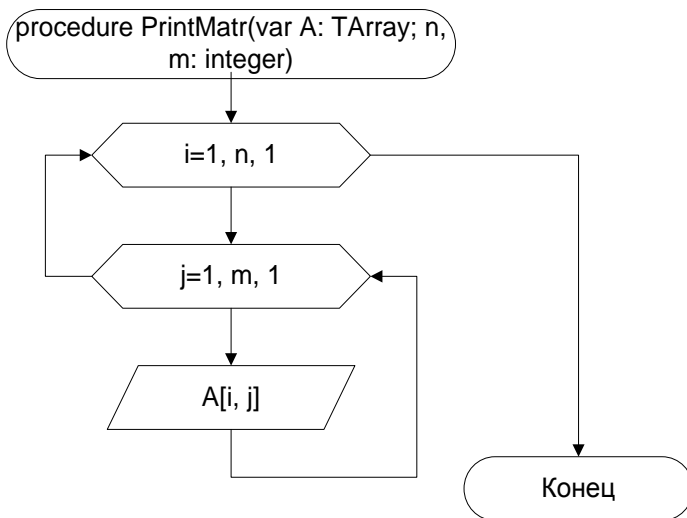 procedure PrintMatr(var A: TArray; n,
m: integer)
i=1, n, 1
j=1, m, 1
A[i, j]
Конец